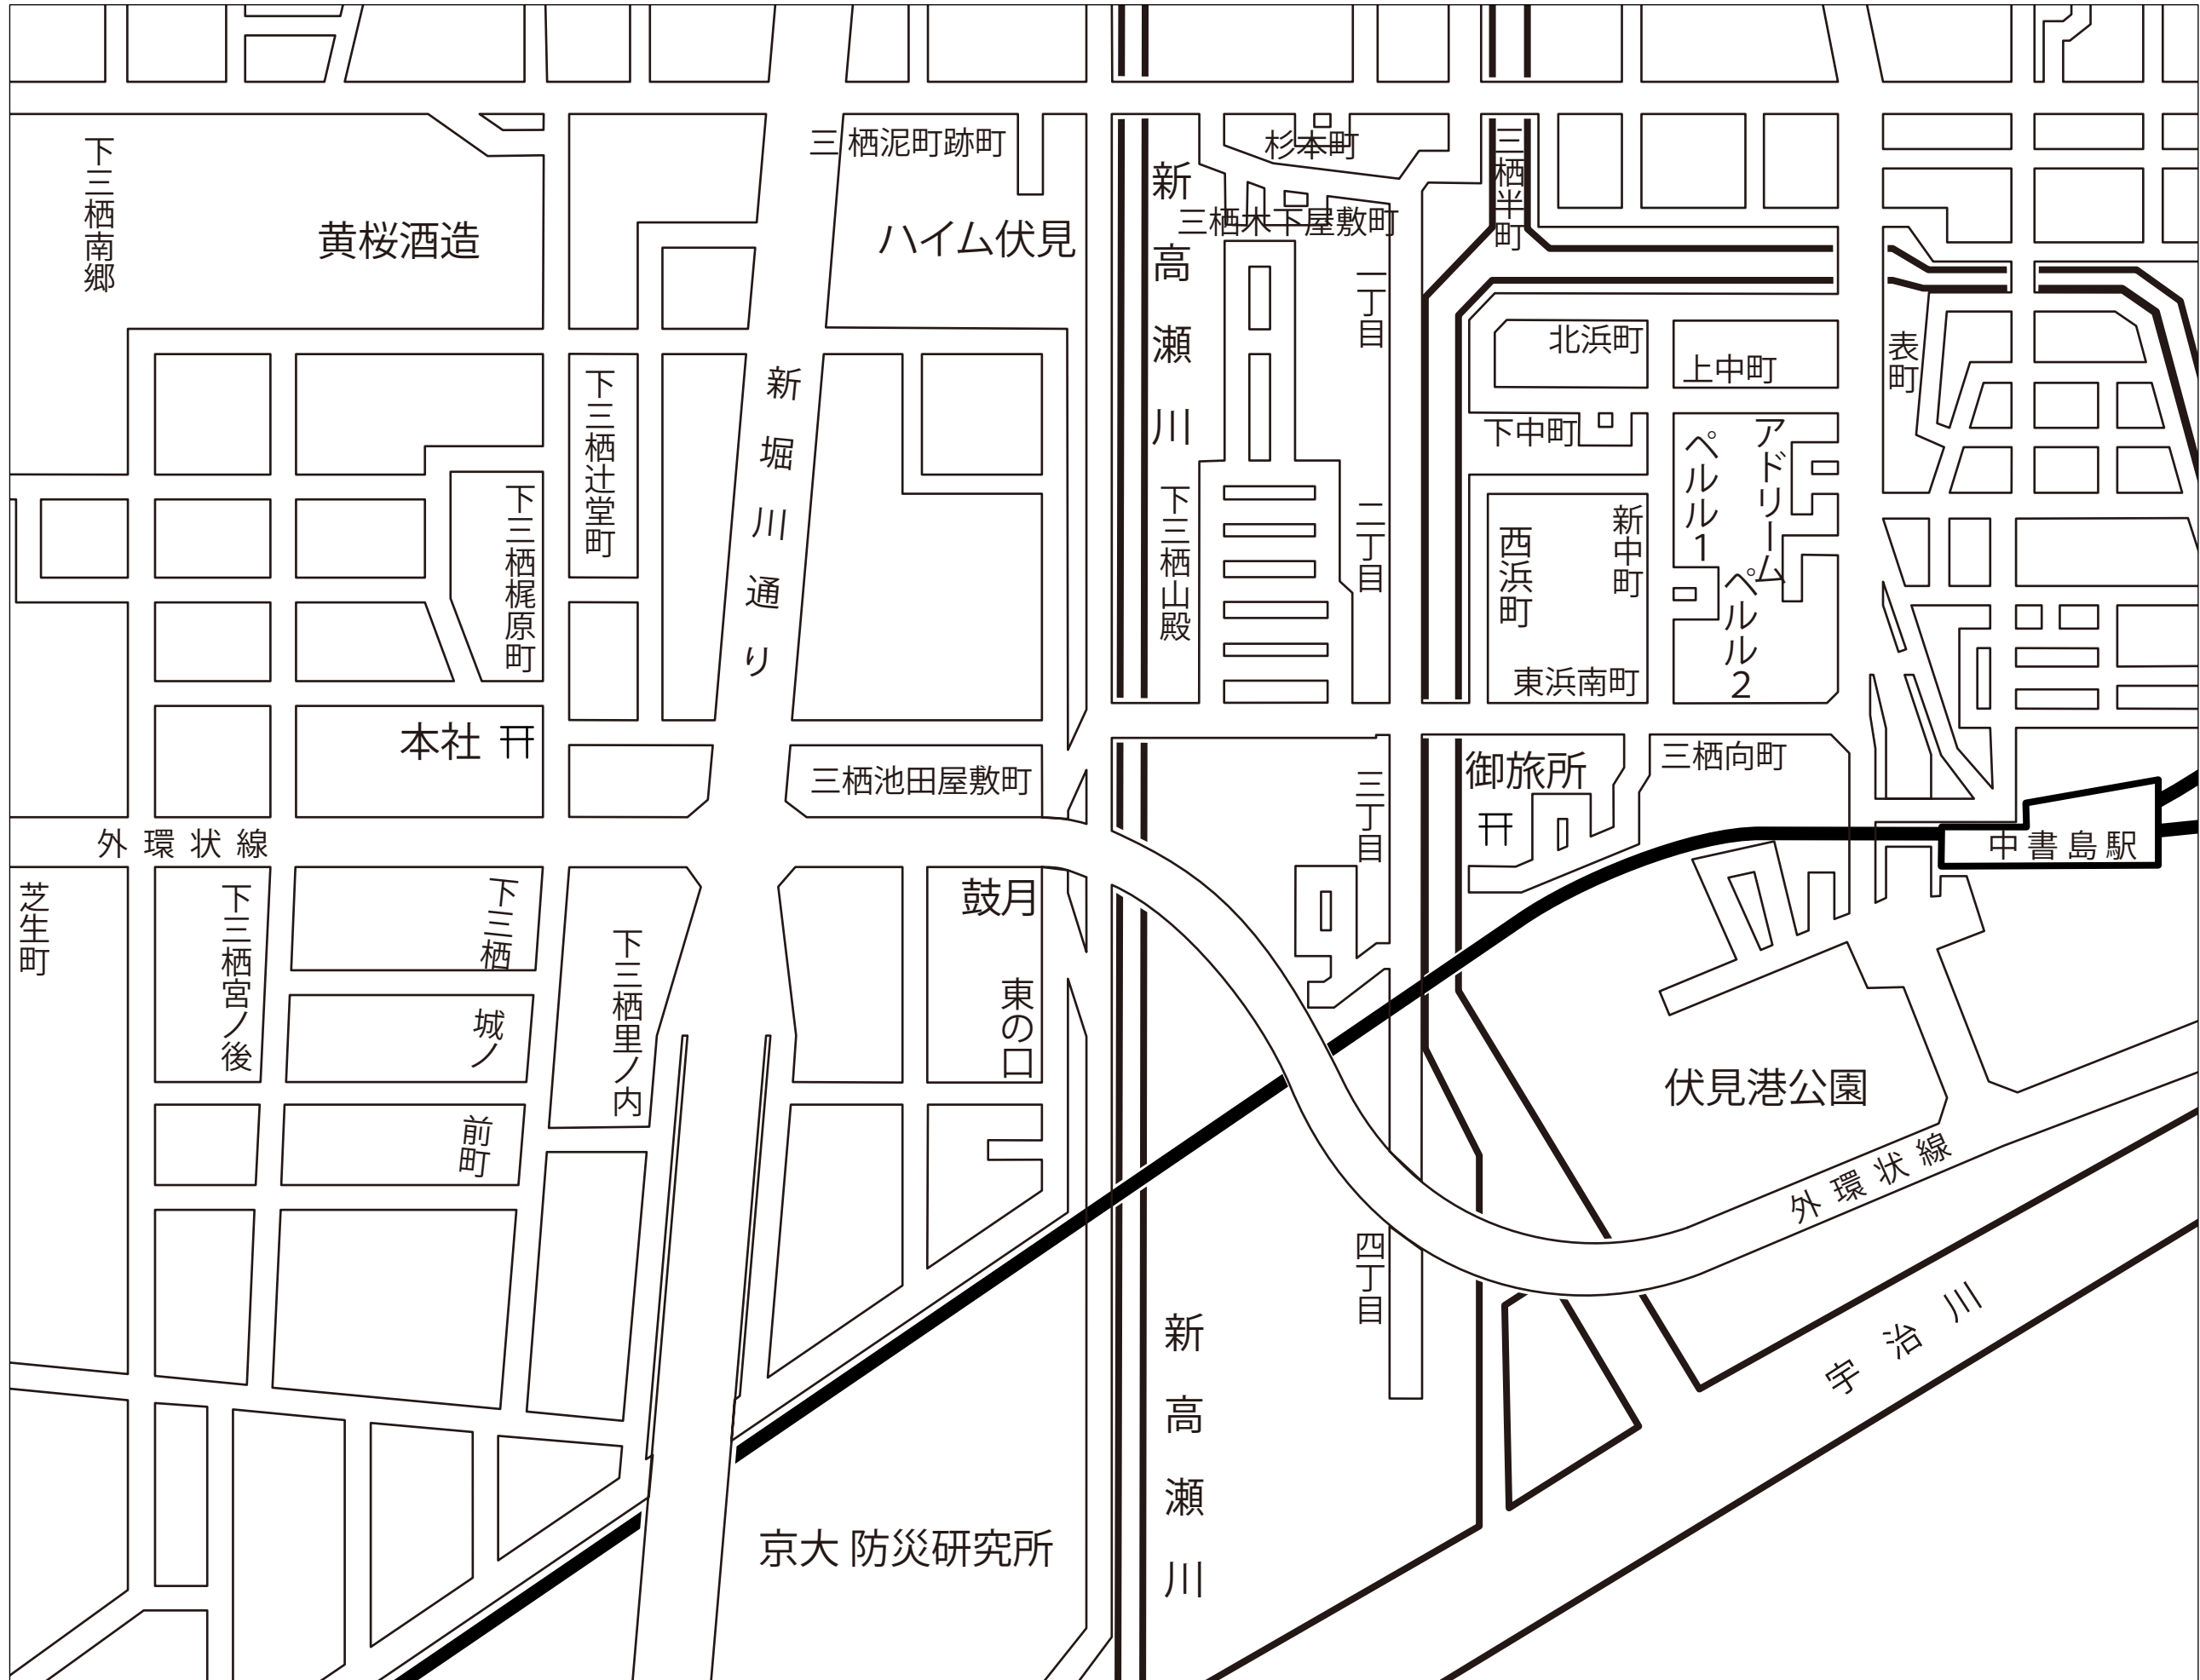 下三栖南郷
黄桜酒造
三栖泥町跡町
ハイム伏見
新高瀬川
杉本町
三栖木下屋敷町
三栖半町
一丁目
北浜町
上中町
表町
下三栖辻堂町
新堀川通り
下中町
ペルル1
アドリーム
下三栖梶原町
下三栖山殿
二丁目
西浜町
新中町
ペルル2
東浜南町
本社
三栖池田屋敷町
三丁目
御旅所
三栖向町
外環状線
中書島駅
芝生町
下三栖宮ノ後
下三栖
城ノ
前町
下三栖里ノ内
鼓月
東の口
伏見港公園
外環状線
四丁目
新高瀬川
宇治川
京大 防災研究所